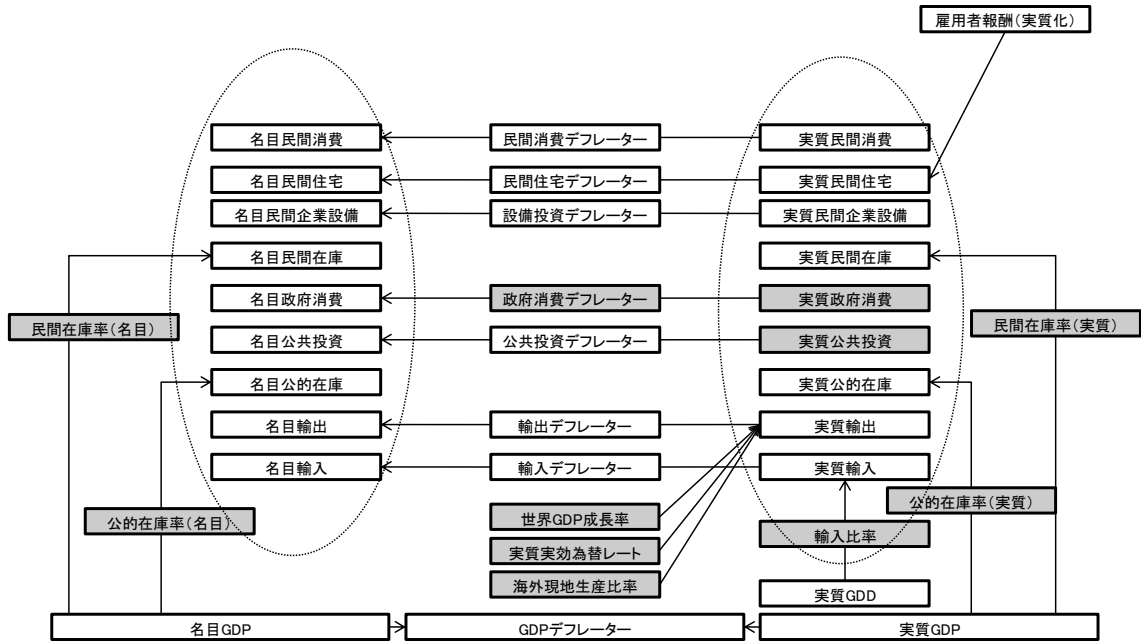 雇用者報酬(実質化)
名目民間消費 民間消費デフレーター 実質民間消費
名目民間住宅 民間住宅デフレーター 実質民間住宅
名目民間企業設備 設備投資デフレーター 実質民間企業設備
名目民間在庫 実質民間在庫
名目政府消費 政府消費デフレーター 実質政府消費
民間在庫率(名目) 民間在庫率(実質)
名目公共投資 公共投資デフレーター 実質公共投資
名目公的在庫 実質公的在庫
名目輸出 輸出デフレーター 実質輸出
名目輸入 輸入デフレーター 実質輸入
公的在庫率(実質)
公的在庫率(名目) 世界GDP成長率
輸入比率
実質実効為替レート
海外現地生産比率 実質GDD
名目GDP GDPデフレーター 実質GDP